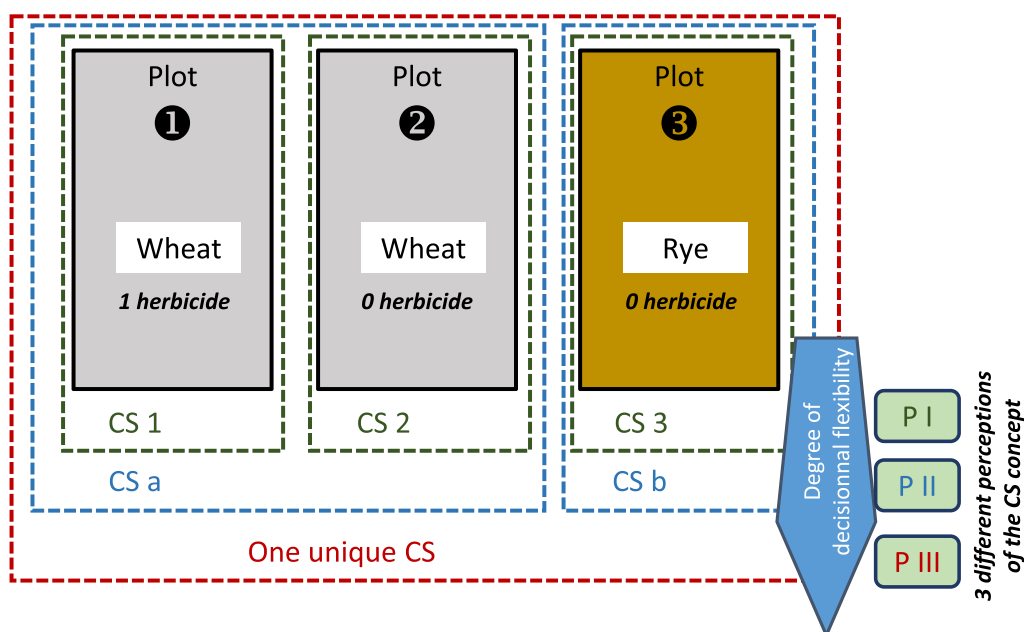 Plot
❶
Wheat
1 herbicide
CS 1
Plot
❷
Wheat
0 herbicide
CS 2
CS a
Plot
❸
Rye
0 herbicide
CS 3
CS b
One unique CS
Degree of
decisionnal flexibility
P I
P II
P III
3 different perceptions
of the CS concept